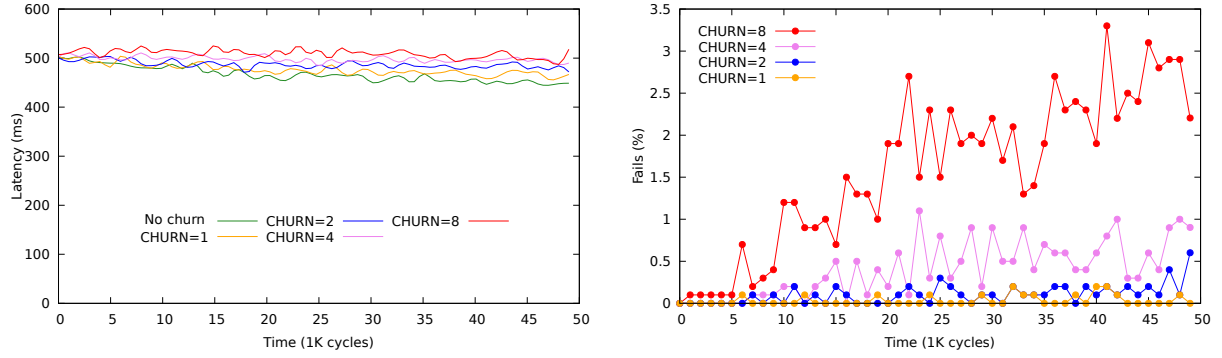 600
500
400
300
200
100
0
Latency (ms)
No churn CHURN=2 CHURN=8
CHURN=1 CHURN=4
0 5 10 15 20 25 30 35 40 45 50
Time (1K cycles)
3.5
3
2.5
2
1.5
1
0.5
0
Fails (%)
CHURN=8
CHURN=4
CHURN=2
CHURN=1
0 5 10 15 20 25 30 35 40 45 50
Time (1K cycles)